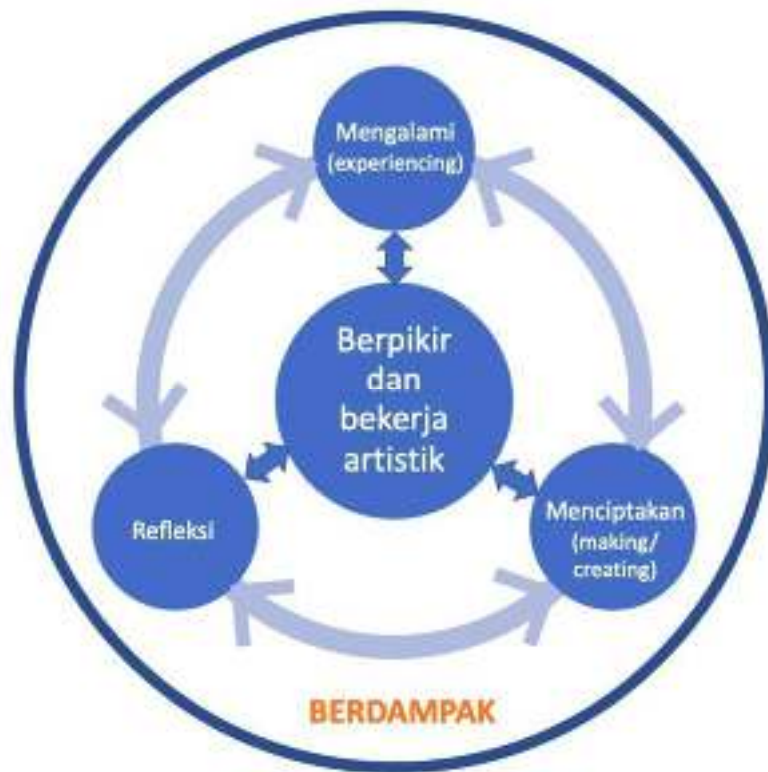 Mengalami
(experiencing)
Berpikir
dan
bekerja
artistik
Refleksi
Menciptakan
(making/
creating)
BERDAMPAK